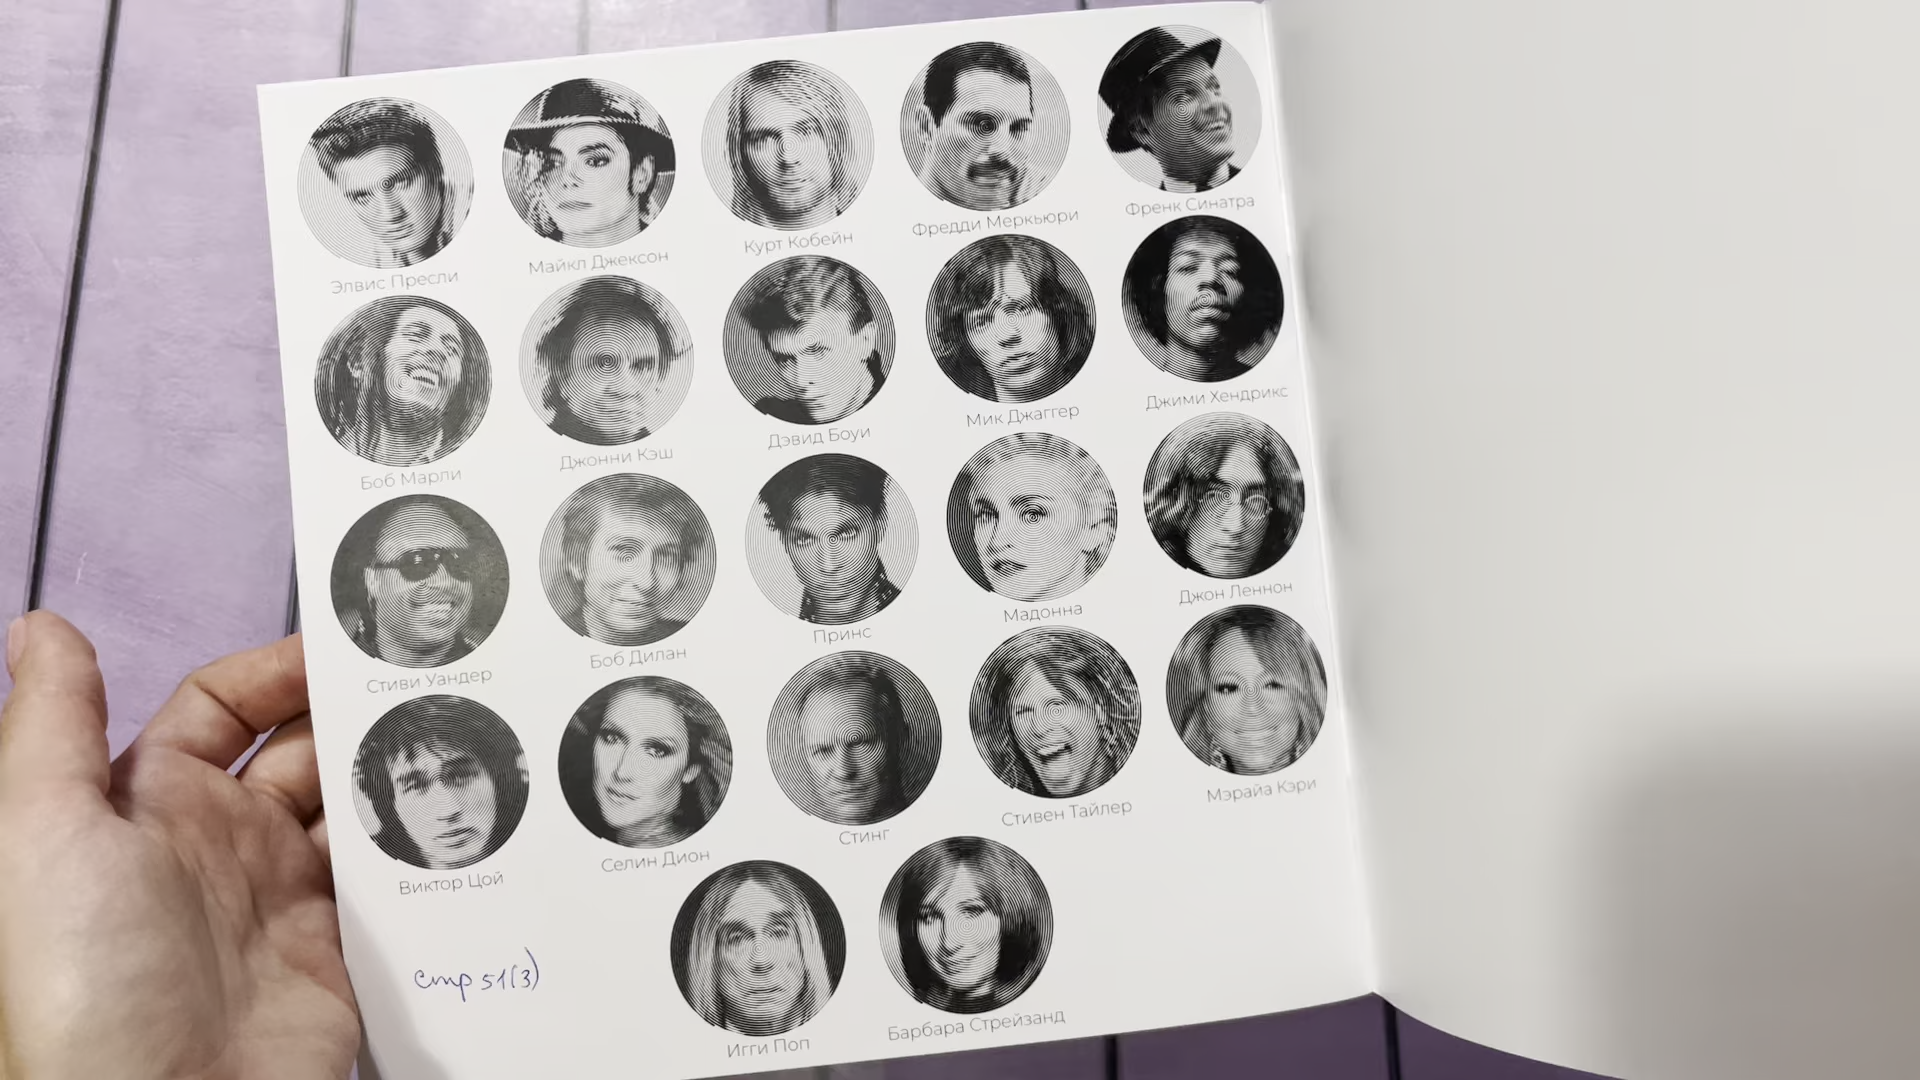 Элвис Пресли
Майкл Джексон
Курт Кобейн
Фредди Меркьюри
Френк Синатра
Боб Марли
Джонни Кэш
Дэвид Боуи
Мик Джаггер
Джими Хендрикс
Стиви Уандер
Боб Дилан
Принс
Мадонна
Джон Леннон
Виктор Цой
Селин Дион
Стинг
Стивен Тайлер
Мэрайа Кэри
Игги Поп
Барбара Стрейзанд
стр 51(3)